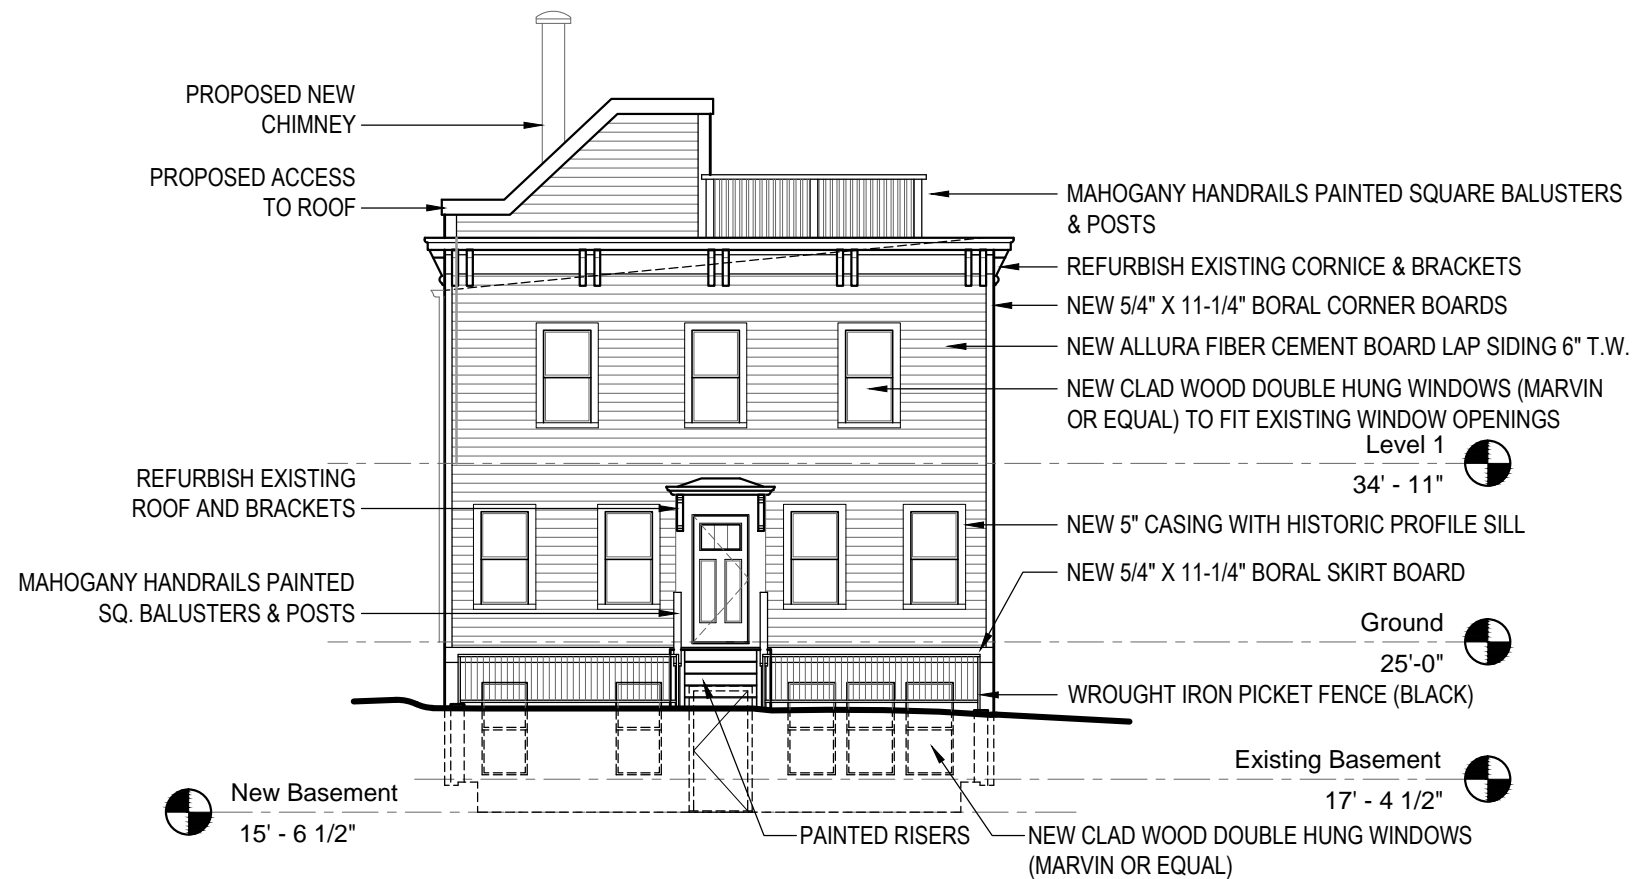 PROPOSED NEW
CHIMNEY
PROPOSED ACCESS
TO ROOF
MAHOGANY HANDRAILS PAINTED SQUARE BALUSTERS
& POSTS
REFURBISH EXISTING CORNICE & BRACKETS
NEW 5/4" X 11-1/4" BORAL CORNER BOARDS
NEW ALLURA FIBER CEMENT BOARD LAP SIDING 6" T.W.
NEW CLAD WOOD DOUBLE HUNG WINDOWS (MARVIN
OR EQUAL) TO FIT EXISTING WINDOW OPENINGS
Level 1
34' - 11"
REFURBISH EXISTING
ROOF AND BRACKETS
NEW 5" CASING WITH HISTORIC PROFILE SILL
NEW 5/4" X 11-1/4" BORAL SKIRT BOARD
MAHOGANY HANDRAILS PAINTED
SQ. BALUSTERS & POSTS
Ground
25'-0"
WROUGHT IRON PICKET FENCE (BLACK)
Existing Basement
17' - 4 1/2"
New Basement
15' - 6 1/2"
PAINTED RISERS
NEW CLAD WOOD DOUBLE HUNG WINDOWS
(MARVIN OR EQUAL)